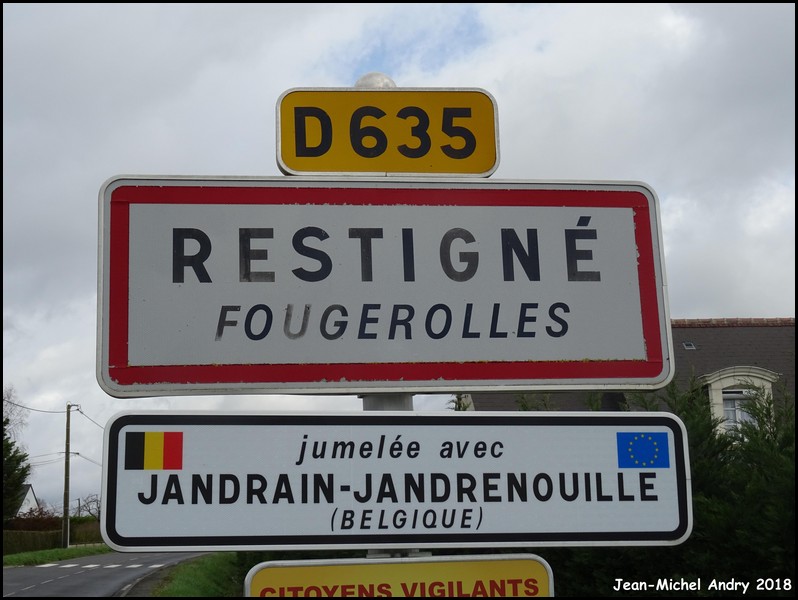 D635
RESTIGNÉ
FOUGEROLLES
jumelée avec
JANDRAIN-JANDRENOUILLE
(BELGIQUE)
CITOYENS VIGILANTS
Jean-Michel Andry 2018